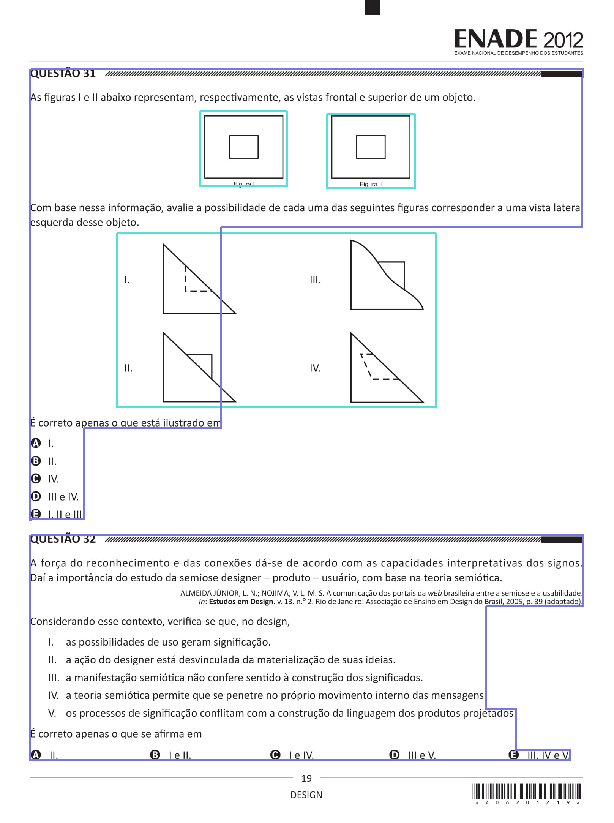 ENADE 2012
EXAME NACIONAL DE DESEMPENHO DOS ESTUDANTES
QUESTÃO 31
As figuras I e II abaixo representam, respectivamente, as vistas frontal e superior de um objeto.
Figura I
Figura I
Com base nessa informação, avalie a possibilidade de cada uma das seguintes figuras corresponder a uma vista latera
esquerda desse objeto.
I.
III.
II.
IV.
É correto apenas o que está ilustrado em
A I.
B II.
C IV.
D III e IV.
E I, II e III
QUESTÃO 32
A força do reconhecimento e das conexões dá-se de acordo com as capacidades interpretativas dos signos.
Daí a importância do estudo da semiose designer – produto – usuário, com base na teoria semiótica.
ALMEIDA JÚNIOR, L. N.; NOJIMA, V. L. M. S. A comunicação dos portais da web brasileira entre a semiose e a usabilidade.
In: Estudos em Design. v. 13. n.º 2. Rio de Janeiro: Associação de Ensino em Design do Brasil, 2005, p. 89 (adaptado).
Considerando esse contexto, verifica-se que, no design,
I. as possibilidades de uso geram significação.
II. a ação do designer está desvinculada da materialização de suas ideias.
III. a manifestação semiótica não confere sentido à construção dos significados.
IV. a teoria semiótica permite que se penetre no próprio movimento interno das mensagens
V. os processos de significação conflitam com a construção da linguagem dos produtos projetados
É correto apenas o que se afirma em
A II.
B I e II.
C I e IV.
D III e V.
E III, IV e V
19
DESIGN